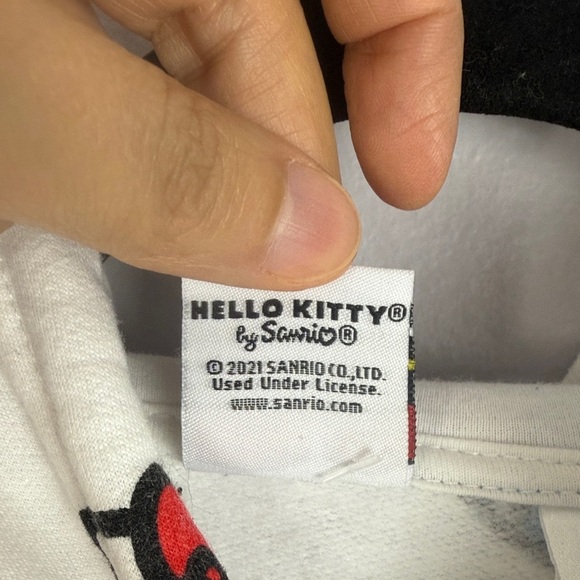 HELLO KITTY®
by Sanrio®
© 2021 SANRIO CO.,LTD.
Used Under License.
www.sanrio.com